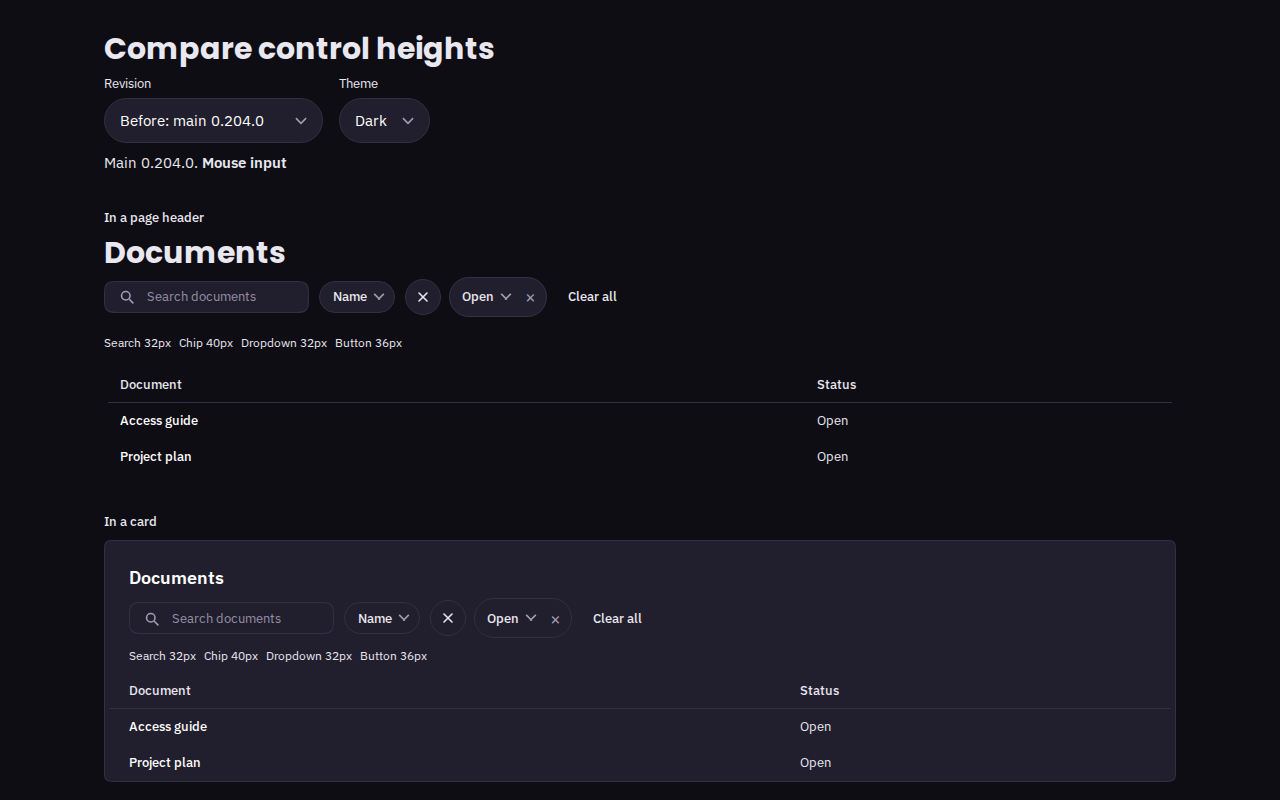 Compare control heights
Revision Theme
Before: main 0.204.0 Dark
Main 0.204.0. Mouse input
In a page header
Documents
Search documents Name Open Clear all
Search 32px Chip 40px Dropdown 32px Button 36px
Document Status
Access guide Open
Project plan Open
In a card
Documents
Search documents Name Open Clear all
Search 32px Chip 40px Dropdown 32px Button 36px
Document Status
Access guide Open
Project plan Open